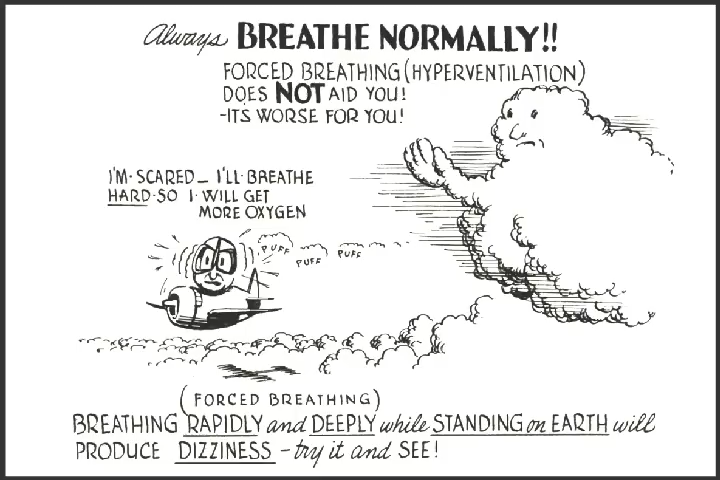 Always BREATHE NORMALLY!!
FORCED BREATHING (HYPERVENTILATION)
DOES NOT AID YOU!
-ITS WORSE FOR YOU!
I'M SCARED - I'LL BREATHE
HARD SO I WILL GET
MORE OXYGEN
PUFF
PUFF
PUFF
(FORCED BREATHING)
BREATHING RAPIDLY and DEEPLY while STANDING on EARTH will
PRODUCE DIZZINESS - try it and SEE!